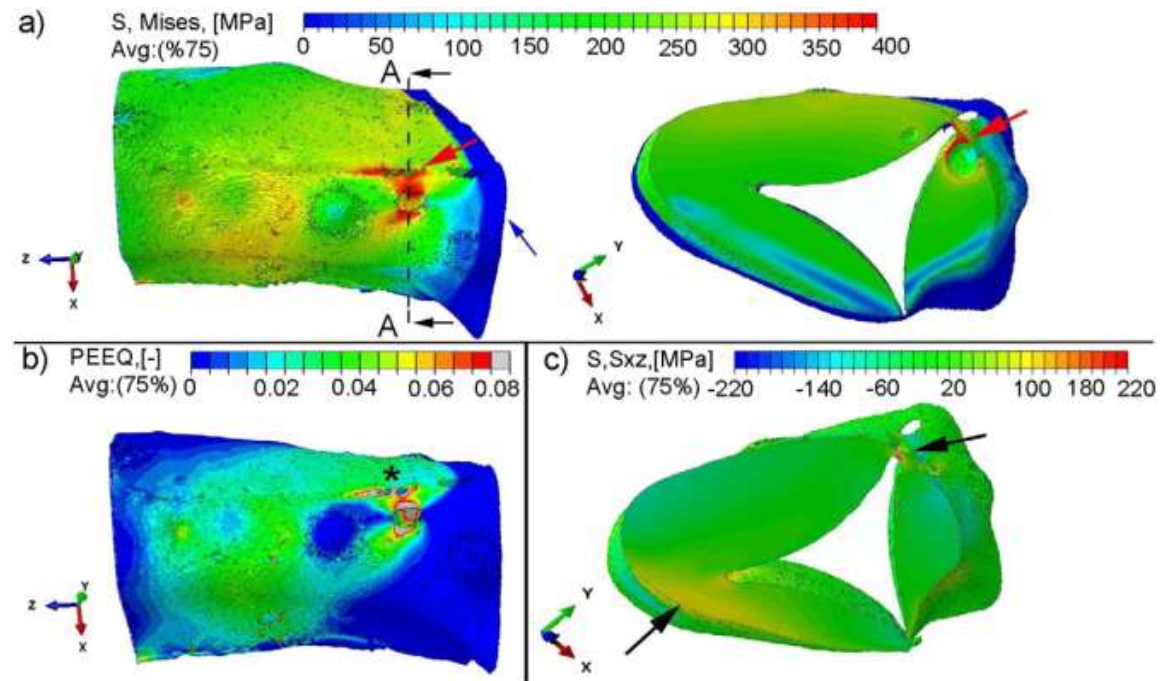 a)
S, Mises, [MPa]
Avg:(%75)
0 50 100 150 200 250 300 350 400
A
A
Z Y X
Y X
b)
PEEQ,[-]
Avg:(75%)
0 0.02 0.04 0.06 0.08
*
Z Y X
c)
S,Sxz,[MPa]
Avg: (75%)
-220 -140 -60 20 100 180 220
Y X